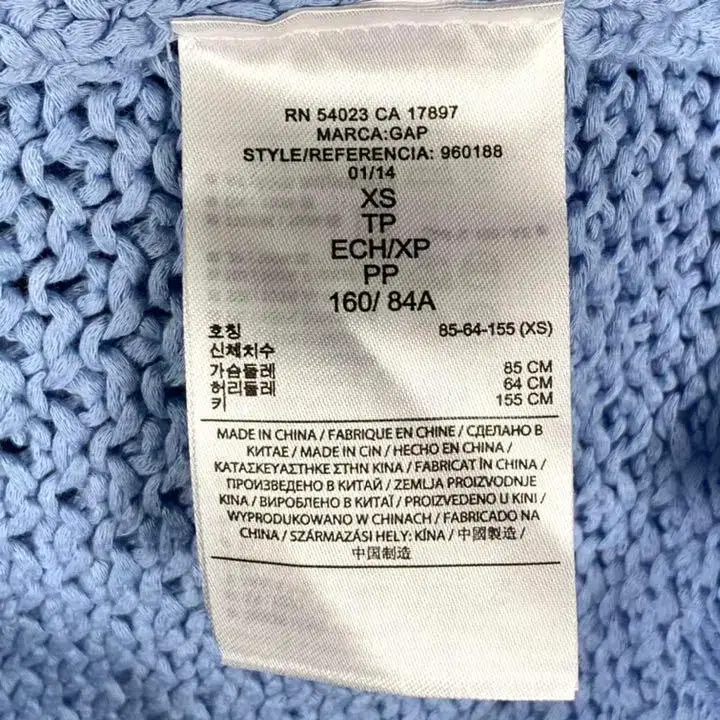 RN 54023 CA 17897
MARCA:GAP
STYLE/REFERENCIA: 960188
01/14
XS
TP
ECH/XP
PP
160/ 84A
호칭 85-64-155 (XS)
신체치수
가슴둘레 85 CM
허리둘레 64 CM
키 155 CM
MADE IN CHINA / FABRIQUE EN CHINE / СДЕЛАНО В
КИТАЕ / MADE IN CIN / HECHO EN CHINA /
ΚΑΤΑΣΚΕΥΑΣΤΗΚΕ ΣΤΗΝ ΚΙΝΑ / FABRICAT ÎN CHINA /
ПРОИЗВЕДЕНО В КИТАЙ / ZEMLJA PROIZVODNJE
KINA / ВИРОБЛЕНО В КИТАЇ / PROIZVEDENO U KINI /
WYPRODUKOWANO W CHINACH / FABRICADO NA
CHINA / SZÁRMAZÁSI HELY: KÍNA / 中國製造 /
中国制造